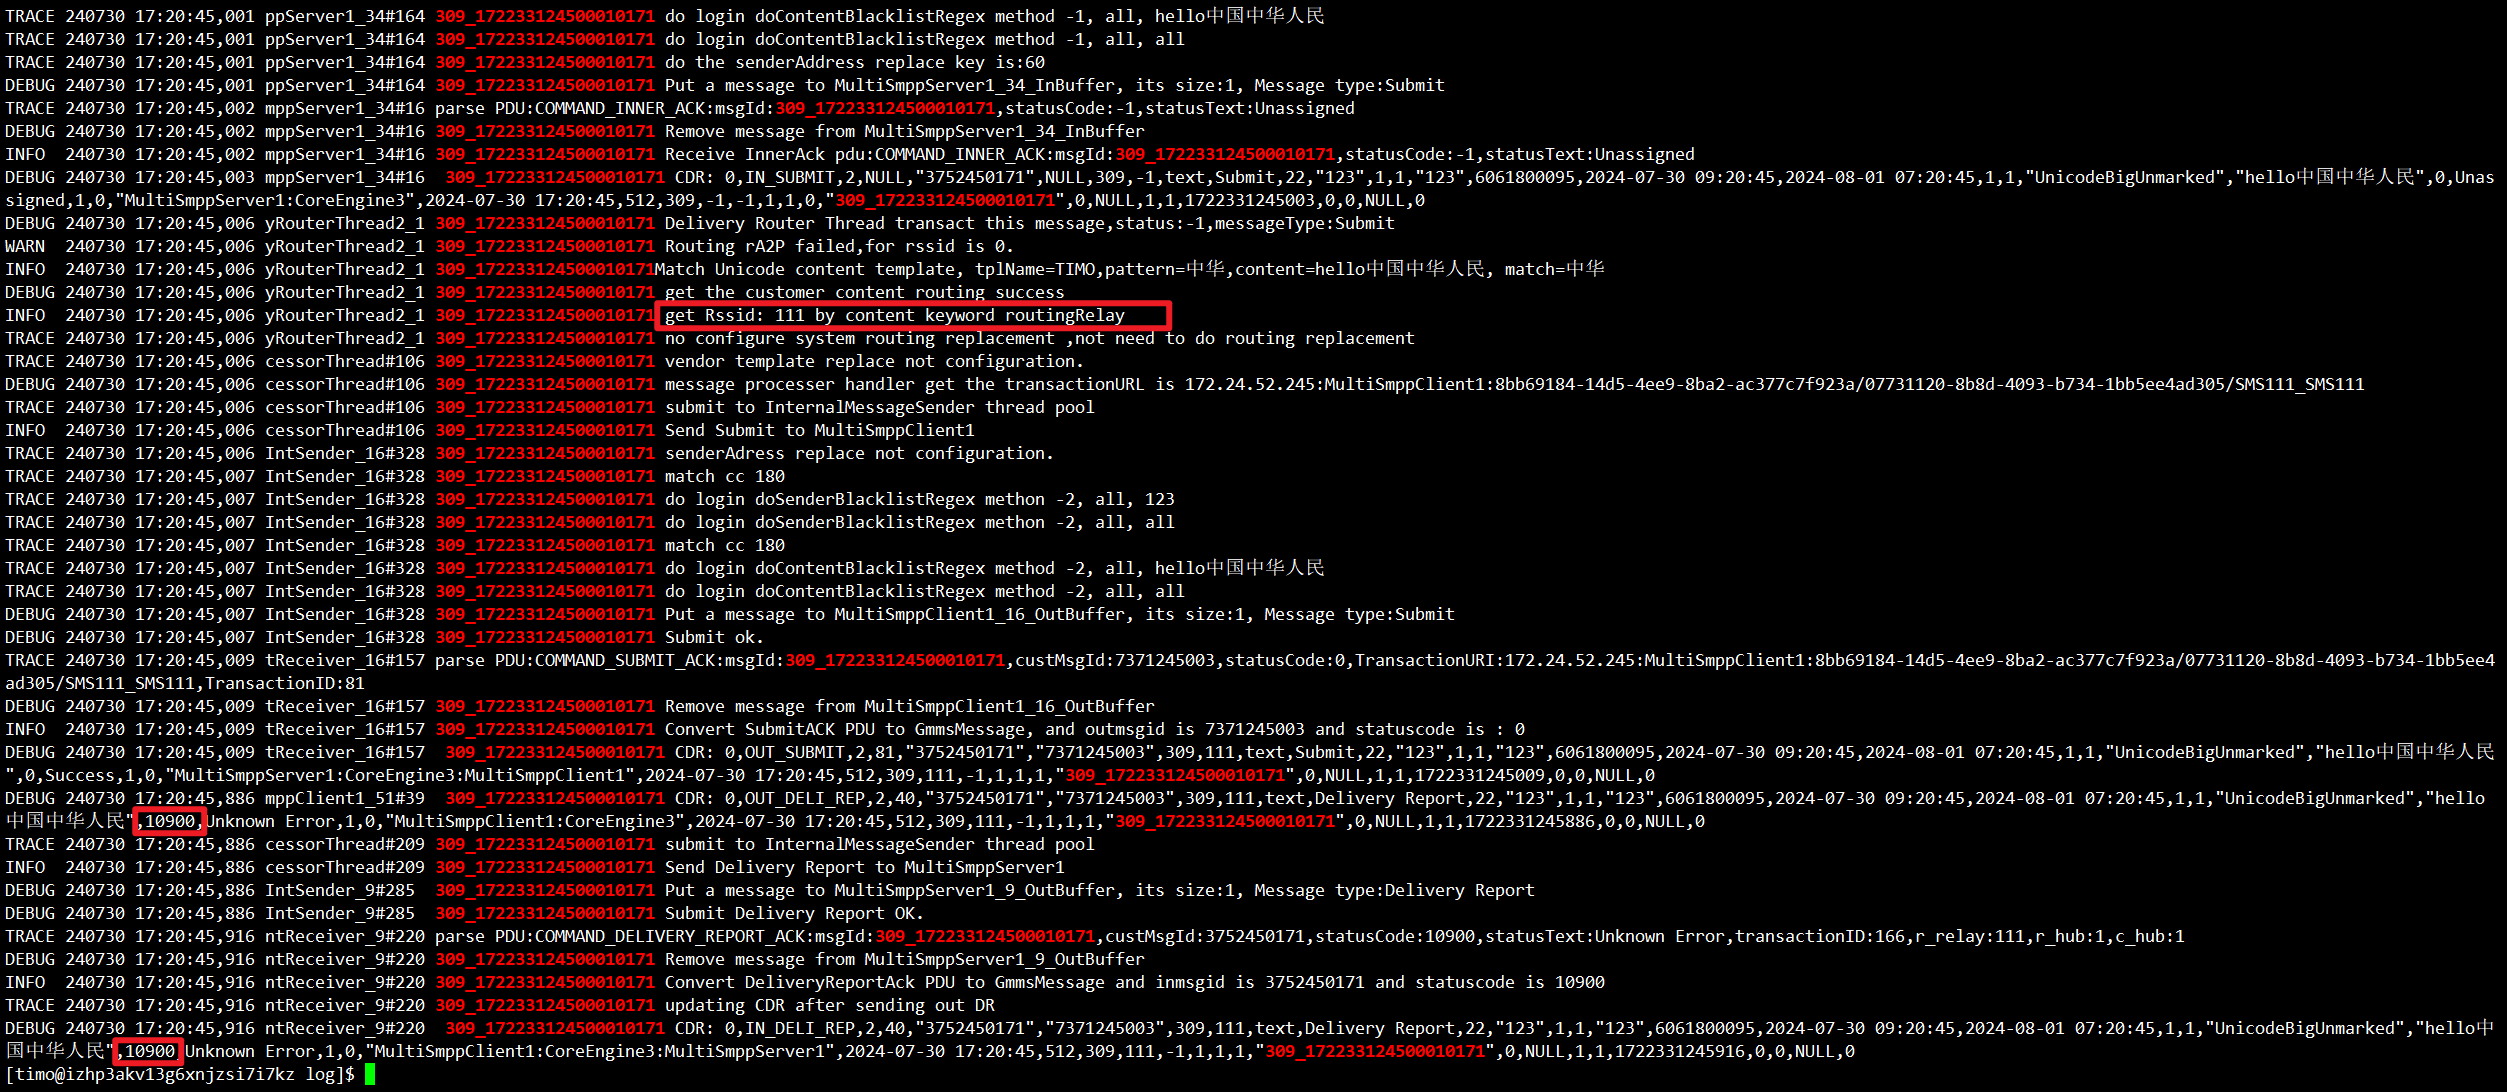 TRACE 240730 17:20:45,001 ppServer1_34#164 309_172233124500010171 do login doContentBlacklistRegex method -1, all, hello中国中华人民
TRACE 240730 17:20:45,001 ppServer1_34#164 309_172233124500010171 do login doContentBlacklistRegex method -1, all, all
TRACE 240730 17:20:45,001 ppServer1_34#164 309_172233124500010171 do the senderAddress replace key is:60
DEBUG 240730 17:20:45,001 ppServer1_34#164 309_172233124500010171 Put a message to MultiSmppServer1_34_InBuffer, its size:1, Message type:Submit
TRACE 240730 17:20:45,002 mppServer1_34#16 parse PDU:COMMAND_INNER_ACK:msgId:309_172233124500010171,statusCode:-1,statusText:Unassigned
DEBUG 240730 17:20:45,002 mppServer1_34#16 309_172233124500010171 Remove message from MultiSmppServer1_34_InBuffer
INFO  240730 17:20:45,002 mppServer1_34#16 309_172233124500010171 Receive InnerAck pdu:COMMAND_INNER_ACK:msgId:309_172233124500010171,statusCode:-1,statusText:Unassigned
DEBUG 240730 17:20:45,003 mppServer1_34#16  309_172233124500010171 CDR: 0,IN_SUBMIT,2,NULL,"3752450171",NULL,309,-1,text,Submit,22,"123",1,1,"123",6061800095,2024-07-30 09:20:45,2024-08-01 07:20:45,1,1,"UnicodeBigUnmarked","hello中国中华人民",0,Unas
signed,1,0,"MultiSmppServer1:CoreEngine3",2024-07-30 17:20:45,512,309,-1,-1,1,1,0,"309_172233124500010171",0,NULL,1,1,1722331245003,0,0,NULL,0
DEBUG 240730 17:20:45,006 yRouterThread2_1 309_172233124500010171 Delivery Router Thread transact this message,status:-1,messageType:Submit
WARN  240730 17:20:45,006 yRouterThread2_1 309_172233124500010171 Routing rA2P failed,for rssid is 0.
INFO  240730 17:20:45,006 yRouterThread2_1 309_172233124500010171Match Unicode content template, tplName=TIMO,pattern=中华,content=hello中国中华人民, match=中华
DEBUG 240730 17:20:45,006 yRouterThread2_1 309_172233124500010171 get the customer content routing success
INFO  240730 17:20:45,006 yRouterThread2_1 309_172233124500010171 get Rssid: 111 by content keyword routingRelay
TRACE 240730 17:20:45,006 yRouterThread2_1 309_172233124500010171 no configure system routing replacement ,not need to do routing replacement
TRACE 240730 17:20:45,006 cessorThread#106 309_172233124500010171 vendor template replace not configuration.
DEBUG 240730 17:20:45,006 cessorThread#106 309_172233124500010171 message processer handler get the transactionURL is 172.24.52.245:MultiSmppClient1:8bb69184-14d5-4ee9-8ba2-ac377c7f923a/07731120-8b8d-4093-b734-1bb5ee4ad305/SMS111_SMS111
TRACE 240730 17:20:45,006 cessorThread#106 309_172233124500010171 submit to InternalMessageSender thread pool
INFO  240730 17:20:45,006 cessorThread#106 309_172233124500010171 Send Submit to MultiSmppClient1
TRACE 240730 17:20:45,006 IntSender_16#328 309_172233124500010171 senderAdress replace not configuration.
TRACE 240730 17:20:45,007 IntSender_16#328 309_172233124500010171 match cc 180
TRACE 240730 17:20:45,007 IntSender_16#328 309_172233124500010171 do login doSenderBlacklistRegex methon -2, all, 123
TRACE 240730 17:20:45,007 IntSender_16#328 309_172233124500010171 do login doSenderBlacklistRegex methon -2, all, all
TRACE 240730 17:20:45,007 IntSender_16#328 309_172233124500010171 match cc 180
TRACE 240730 17:20:45,007 IntSender_16#328 309_172233124500010171 do login doContentBlacklistRegex method -2, all, hello中国中华人民
TRACE 240730 17:20:45,007 IntSender_16#328 309_172233124500010171 do login doContentBlacklistRegex method -2, all, all
DEBUG 240730 17:20:45,007 IntSender_16#328 309_172233124500010171 Put a message to MultiSmppClient1_16_OutBuffer, its size:1, Message type:Submit
DEBUG 240730 17:20:45,007 IntSender_16#328 309_172233124500010171 Submit ok.
TRACE 240730 17:20:45,009 tReceiver_16#157 parse PDU:COMMAND_SUBMIT_ACK:msgId:309_172233124500010171,custMsgId:7371245003,statusCode:0,TransactionURI:172.24.52.245:MultiSmppClient1:8bb69184-14d5-4ee9-8ba2-ac377c7f923a/07731120-8b8d-4093-b734-1bb5ee4
ad305/SMS111_SMS111,TransactionID:81
DEBUG 240730 17:20:45,009 tReceiver_16#157 309_172233124500010171 Remove message from MultiSmppClient1_16_OutBuffer
INFO  240730 17:20:45,009 tReceiver_16#157 309_172233124500010171 Convert SubmitACK PDU to GmmsMessage, and outmsgid is 7371245003 and statuscode is : 0
DEBUG 240730 17:20:45,009 tReceiver_16#157  309_172233124500010171 CDR: 0,OUT_SUBMIT,2,81,"3752450171","7371245003",309,111,text,Submit,22,"123",1,1,"123",6061800095,2024-07-30 09:20:45,2024-08-01 07:20:45,1,1,"UnicodeBigUnmarked","hello中国中华人民
",0,Success,1,0,"MultiSmppServer1:CoreEngine3:MultiSmppClient1",2024-07-30 17:20:45,512,309,111,-1,1,1,1,"309_172233124500010171",0,NULL,1,1,1722331245009,0,0,NULL,0
DEBUG 240730 17:20:45,886 mppClient1_51#39  309_172233124500010171 CDR: 0,OUT_DELI_REP,2,40,"3752450171","7371245003",309,111,text,Delivery Report,22,"123",1,1,"123",6061800095,2024-07-30 09:20:45,2024-08-01 07:20:45,1,1,"UnicodeBigUnmarked","hello
中国中华人民",10900,Unknown Error,1,0,"MultiSmppClient1:CoreEngine3",2024-07-30 17:20:45,512,309,111,-1,1,1,1,"309_172233124500010171",0,NULL,1,1,1722331245886,0,0,NULL,0
TRACE 240730 17:20:45,886 cessorThread#209 309_172233124500010171 submit to InternalMessageSender thread pool
INFO  240730 17:20:45,886 cessorThread#209 309_172233124500010171 Send Delivery Report to MultiSmppServer1
DEBUG 240730 17:20:45,886 IntSender_9#285  309_172233124500010171 Put a message to MultiSmppServer1_9_OutBuffer, its size:1, Message type:Delivery Report
DEBUG 240730 17:20:45,886 IntSender_9#285  309_172233124500010171 Submit Delivery Report OK.
TRACE 240730 17:20:45,916 ntReceiver_9#220 parse PDU:COMMAND_DELIVERY_REPORT_ACK:msgId:309_172233124500010171,custMsgId:3752450171,statusCode:10900,statusText:Unknown Error,transactionID:166,r_relay:111,r_hub:1,c_hub:1
DEBUG 240730 17:20:45,916 ntReceiver_9#220 309_172233124500010171 Remove message from MultiSmppServer1_9_OutBuffer
INFO  240730 17:20:45,916 ntReceiver_9#220 309_172233124500010171 Convert DeliveryReportAck PDU to GmmsMessage and inmsgid is 3752450171 and statuscode is 10900
TRACE 240730 17:20:45,916 ntReceiver_9#220 309_172233124500010171 updating CDR after sending out DR
DEBUG 240730 17:20:45,916 ntReceiver_9#220  309_172233124500010171 CDR: 0,IN_DELI_REP,2,40,"3752450171","7371245003",309,111,text,Delivery Report,22,"123",1,1,"123",6061800095,2024-07-30 09:20:45,2024-08-01 07:20:45,1,1,"UnicodeBigUnmarked","hello中
国中华人民",10900,Unknown Error,1,0,"MultiSmppClient1:CoreEngine3:MultiSmppServer1",2024-07-30 17:20:45,512,309,111,-1,1,1,1,"309_172233124500010171",0,NULL,1,1,1722331245916,0,0,NULL,0
[timo@izhp3akv13g6xnjzsi7i7kz log]$